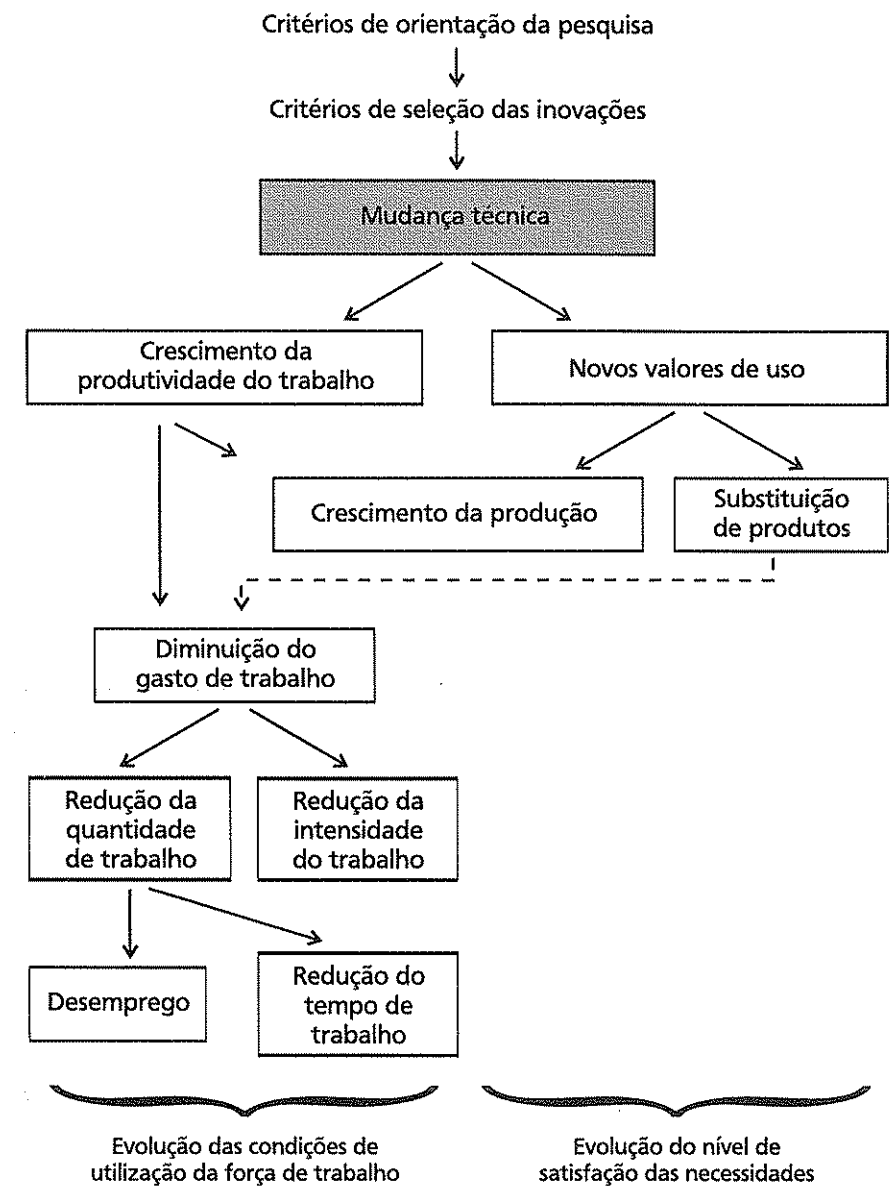 Critérios de orientação da pesquisa
Critérios de seleção das inovações
Mudança técnica
Crescimento da
produtividade do trabalho
Novos valores de uso
Crescimento da produção
Substituição
de produtos
Diminuição do
gasto de trabalho
Redução da
quantidade
de trabalho
Redução da
intensidade
do trabalho
Desemprego
Redução do
tempo de
trabalho
Evolução das condições de
utilização da força de trabalho
Evolução do nível de
satisfação das necessidades